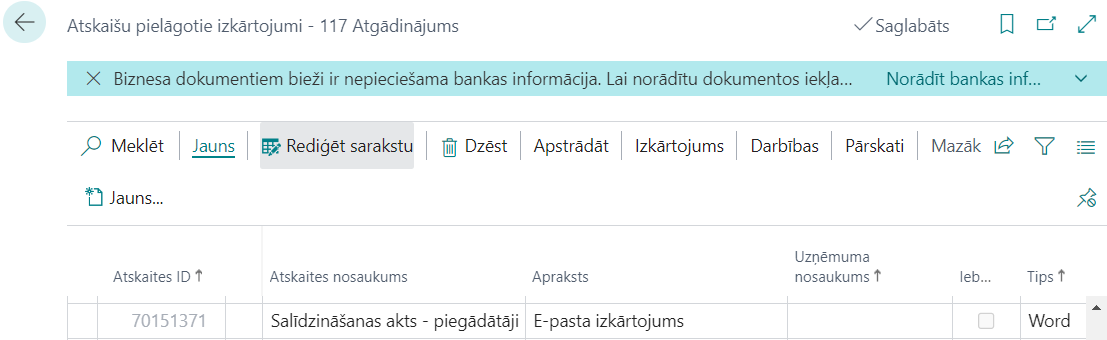 Atskaišu pielāgotie izkārtojumi - 117 Atgādinājums Saglabāts
Biznesa dokumentiem bieži ir nepieciešama bankas informācija. Lai norādītu dokumentos iekļa... Norādīt bankas inf...
Meklēt Jauns Rediģēt sarakstu Dzēst Apstrādāt Izkārtojums Darbības Pārskati Mazāk
Jauns...
Atskaites ID Atskaites nosaukums Apraksts Uzņēmuma nosaukums Ieb... Tips
70151371 Salīdzināšanas akts - piegādātāji E-pasta izkārtojums Word